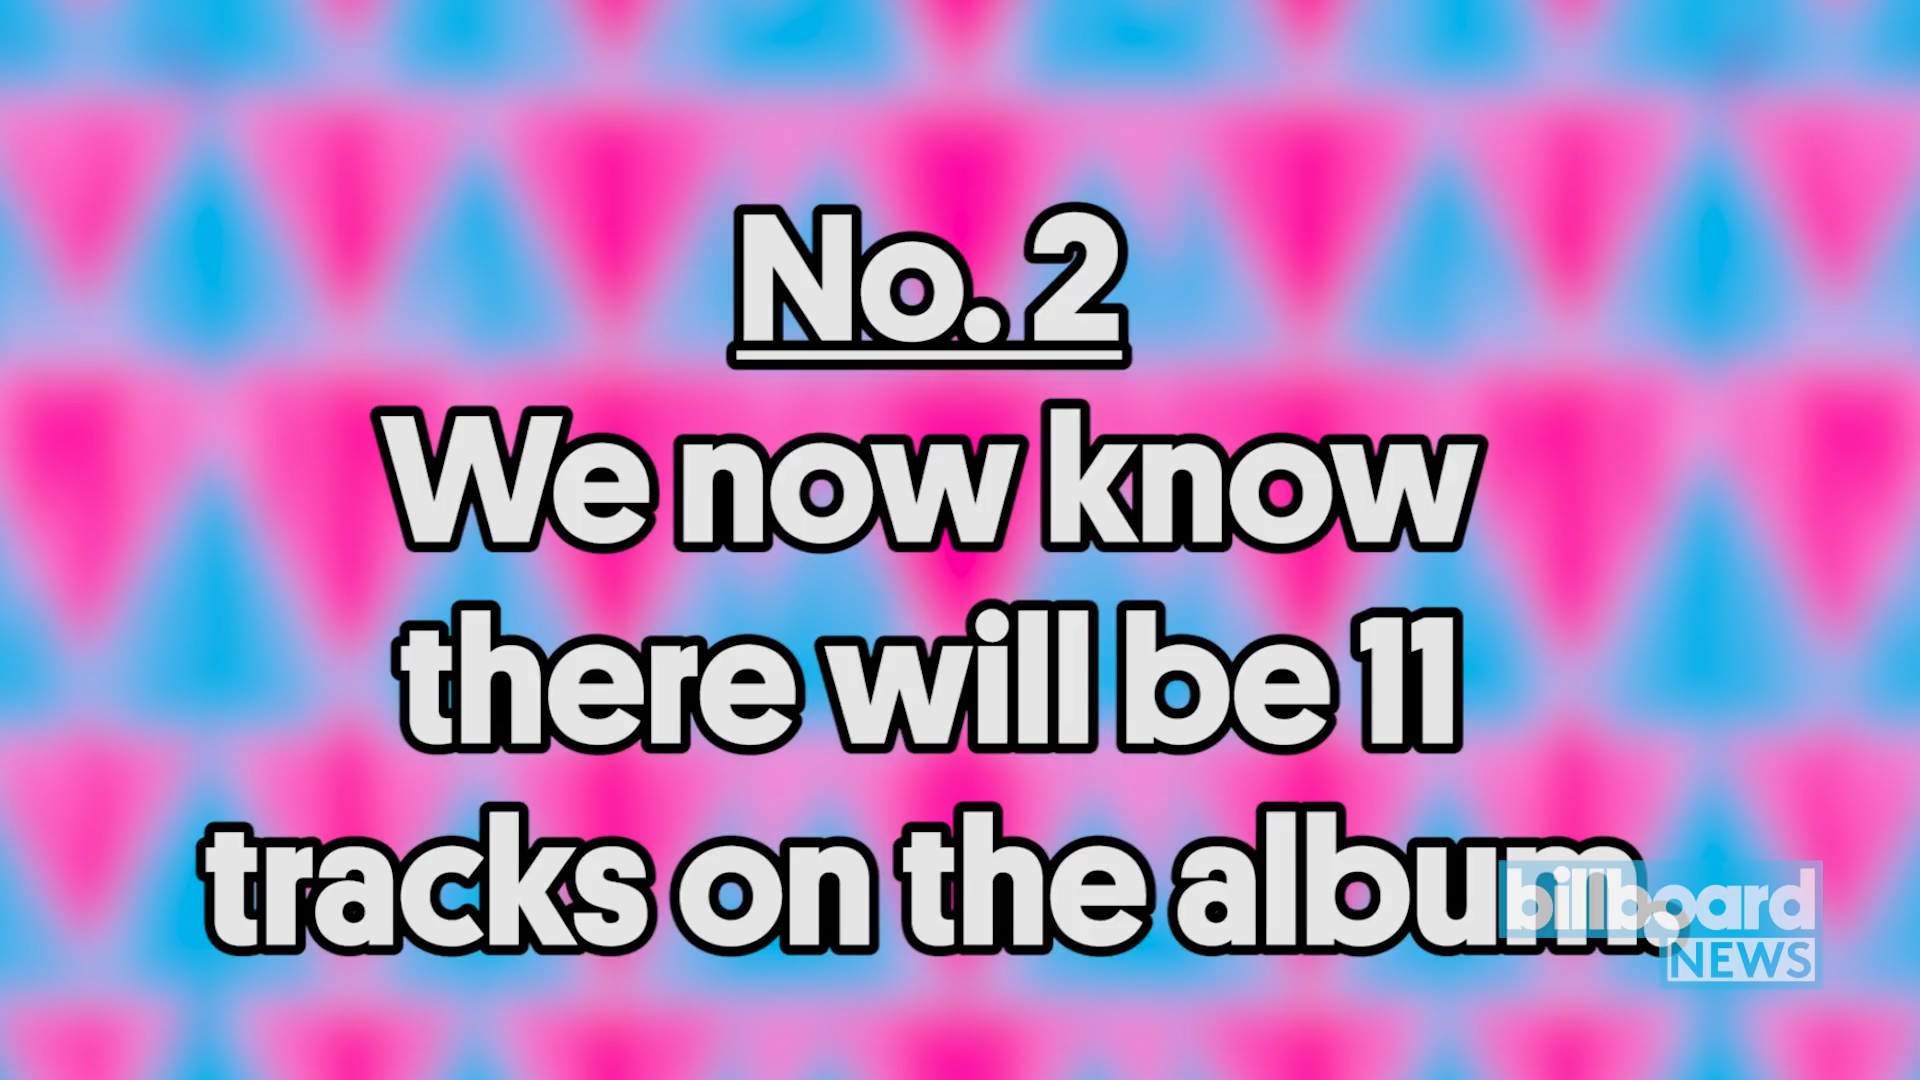 No. 2
We now know
there will be 11
tracks on the album.
billboard
NEWS